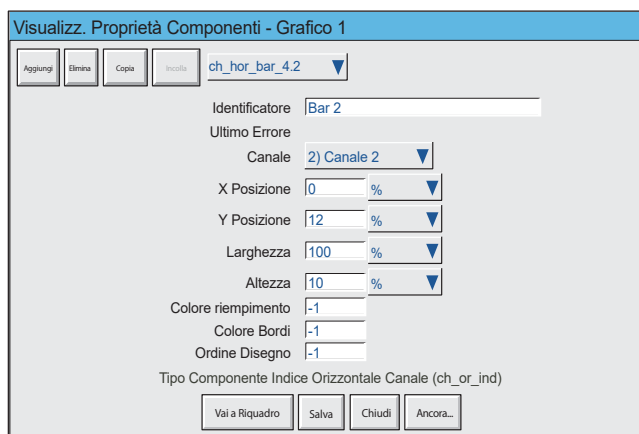 Visualizz. Proprietà Componenti - Grafico 1
Aggiungi Elimina Copia Incolla ch_hor_bar_4.2
Identificatore Bar 2
Ultimo Errore
Canale 2) Canale 2
X Posizione 0 %
Y Posizione 12 %
Larghezza 100 %
Altezza 10 %
Colore riempimento -1
Colore Bordi -1
Ordine Disegno -1
Tipo Componente Indice Orizzontale Canale (ch_or_ind)
Vai a Riquadro Salva Chiudi Ancora...